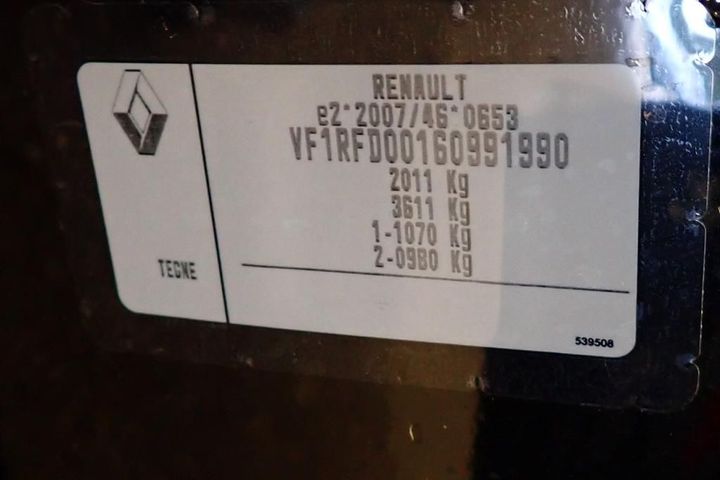 RENAULT
e2*2007/46*0653
VF1RFD00160991990
2011 Kg
3611 Kg
1-1070 Kg
2-0980 Kg
TECNE
539508